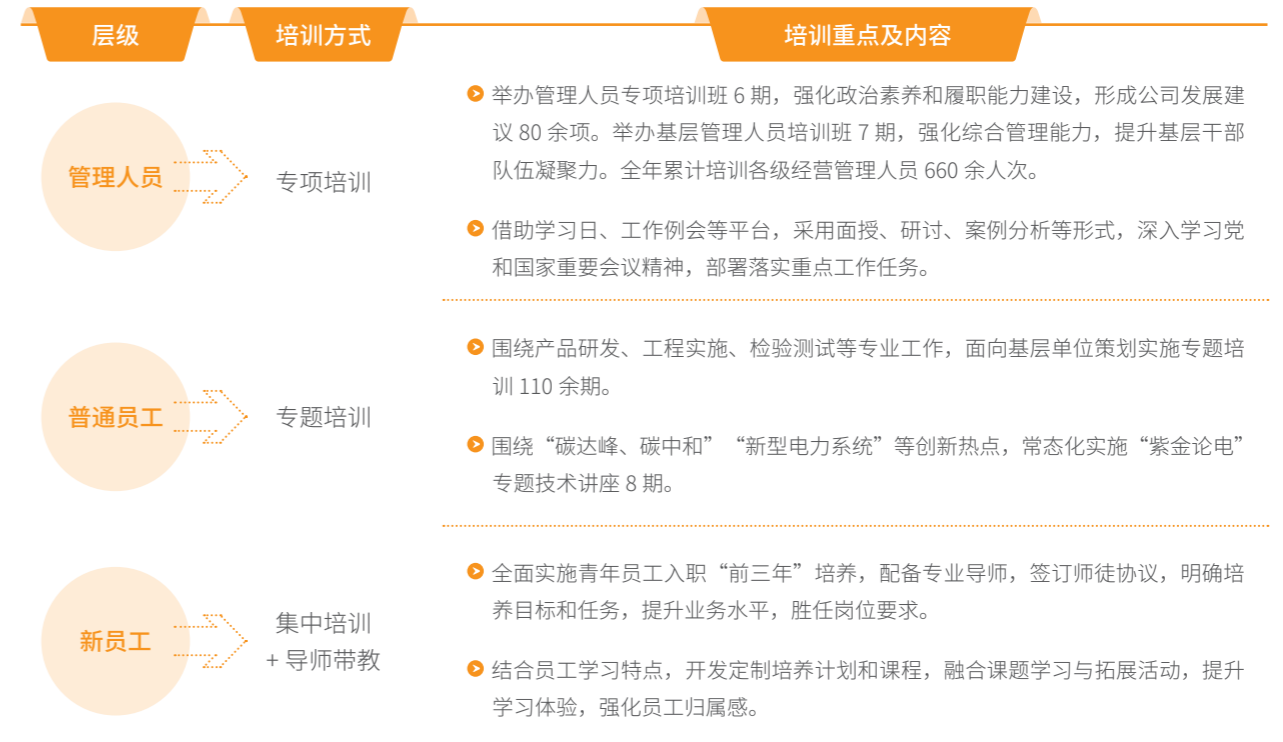 层级
培训方式
培训重点及内容
管理人员
专项培训
举办管理人员专项培训班 6 期，强化政治素养和履职能力建设，形成公司发展建
议 80 余项。举办基层管理人员培训班 7 期，强化综合管理能力，提升基层干部
队伍凝聚力。全年累计培训各级经营管理人员 660 余人次。
借助学习日、工作例会等平台，采用面授、研讨、案例分析等形式，深入学习党
和国家重要会议精神，部署落实重点工作任务。
普通员工
专题培训
围绕产品研发、工程实施、检验测试等专业工作，面向基层单位策划实施专题培
训 110 余期。
围绕“碳达峰、碳中和”“新型电力系统”等创新热点，常态化实施“紫金论电”
专题技术讲座 8 期。
新员工
集中培训
+ 导师带教
全面实施青年员工入职“前三年”培养，配备专业导师，签订师徒协议，明确培
养目标和任务，提升业务水平，胜任岗位要求。
结合员工学习特点，开发定制培养计划和课程，融合课题学习与拓展活动，提升
学习体验，强化员工归属感。